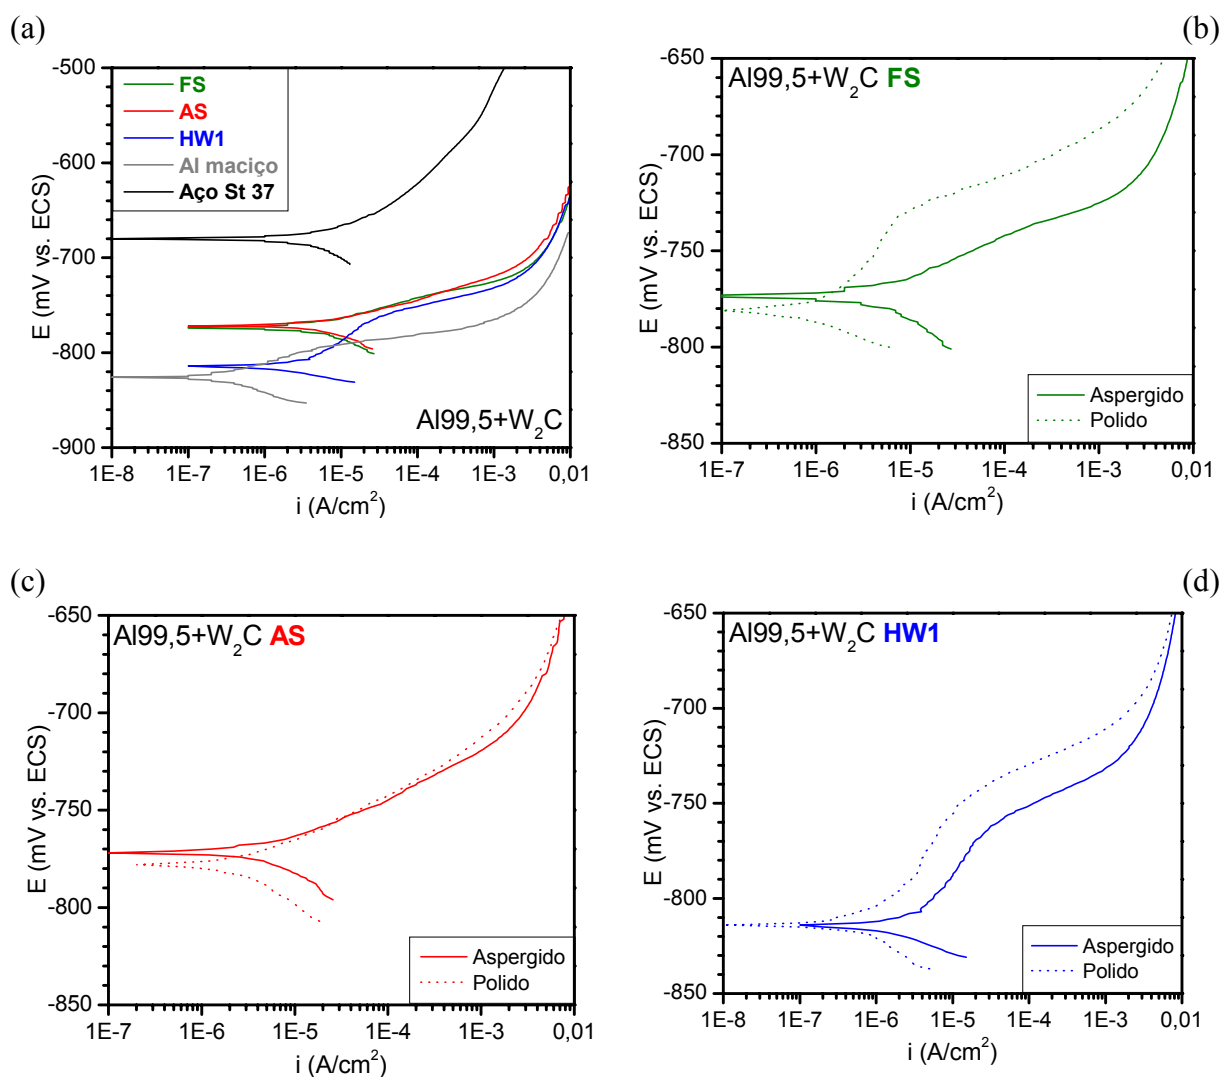 (a)
FS
AS
HW1
Al maciço
Aço St 37
Al99,5+W₂C
-500
-600
-700
-800
-900
1E-8 1E-7 1E-6 1E-5 1E-4 1E-3 0,01
E (mV vs. ECS)
i (A/cm²)
(b)
Al99,5+W₂C FS
-650
-700
-750
-800
-850
1E-7 1E-6 1E-5 1E-4 1E-3 0,01
E (mV vs. ECS)
i (A/cm²)
Aspergido
Polido
(c)
Al99,5+W₂C AS
-650
-700
-750
-800
-850
1E-7 1E-6 1E-5 1E-4 1E-3 0,01
E (mV vs. ECS)
i (A/cm²)
Aspergido
Polido
(d)
Al99,5+W₂C HW1
-650
-700
-750
-800
-850
1E-8 1E-7 1E-6 1E-5 1E-4 1E-3 0,01
E (mV vs. ECS)
i (A/cm²)
Aspergido
Polido